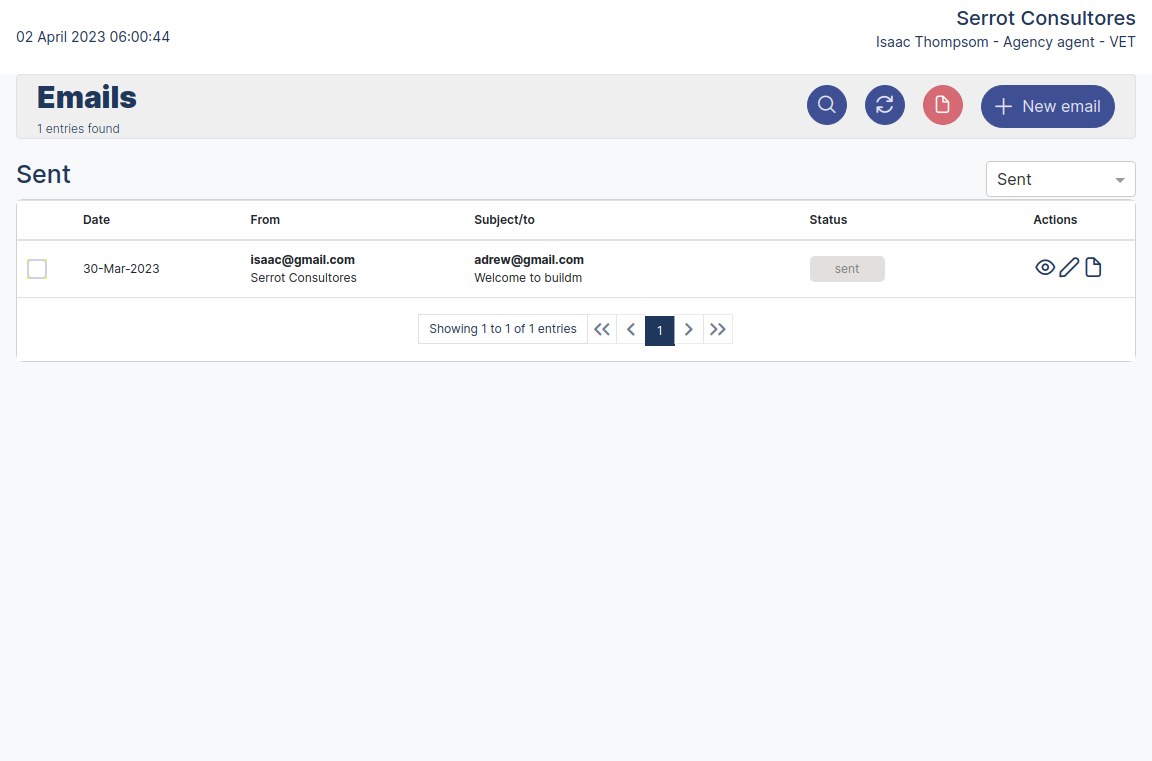 Serrot Consultores
02 April 2023 06:00:44
Isaac Thompsom - Agency agent - VET
Emails
1 entries found
New email
Sent
Sent
Date From Subject/to Status Actions
30-Mar-2023 isaac@gmail.com adrew@gmail.com sent
Serrot Consultores Welcome to buildm
Showing 1 to 1 of 1 entries 1